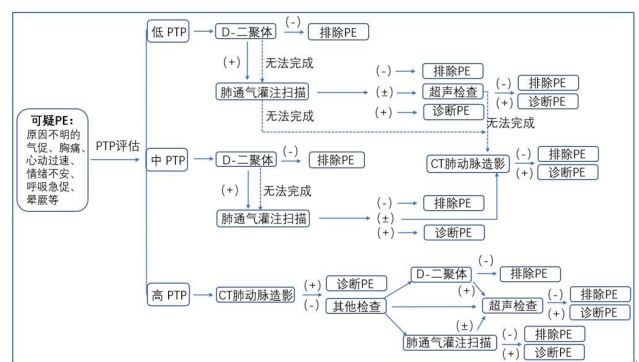 可疑PE：
原因不明的
气促、胸痛、
心动过速、
情绪不安、
呼吸急促、
晕厥等
PTP评估
低 PTP
D-二聚体
(-)
排除PE
(+)
无法完成
肺通气灌注扫描
(-)
排除PE
(±)
超声检查
(-)
排除PE
(+)
诊断PE
(+)
诊断PE
无法完成
无法完成
CT肺动脉造影
(-)
排除PE
(+)
诊断PE
中 PTP
D-二聚体
(-)
排除PE
(+)
无法完成
肺通气灌注扫描
(-)
排除PE
(±)
(+)
诊断PE
高 PTP
CT肺动脉造影
(+)
诊断PE
(-)
其他检查
D-二聚体
(-)
排除PE
(+)
超声检查
(-)
排除PE
(+)
诊断PE
(±)
肺通气灌注扫描
(-)
排除PE
(+)
诊断PE